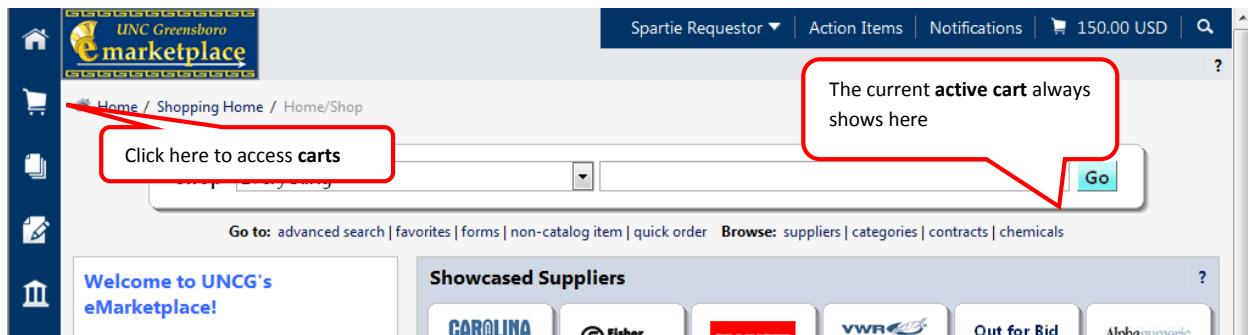 UNC Greensboro
emarketplace
Spartie Requestor Action Items Notifications 150.00 USD
?
Home / Shopping Home / Home/Shop
The current active cart always
shows here
Click here to access carts
Go
Go to: advanced search | favorites | forms | non-catalog item | quick order Browse: suppliers | categories | contracts | chemicals
Welcome to UNCG's
eMarketplace!
Showcased Suppliers ?
CAROLINA
Fisher
VWR
Out for Bid
Alphanumeric